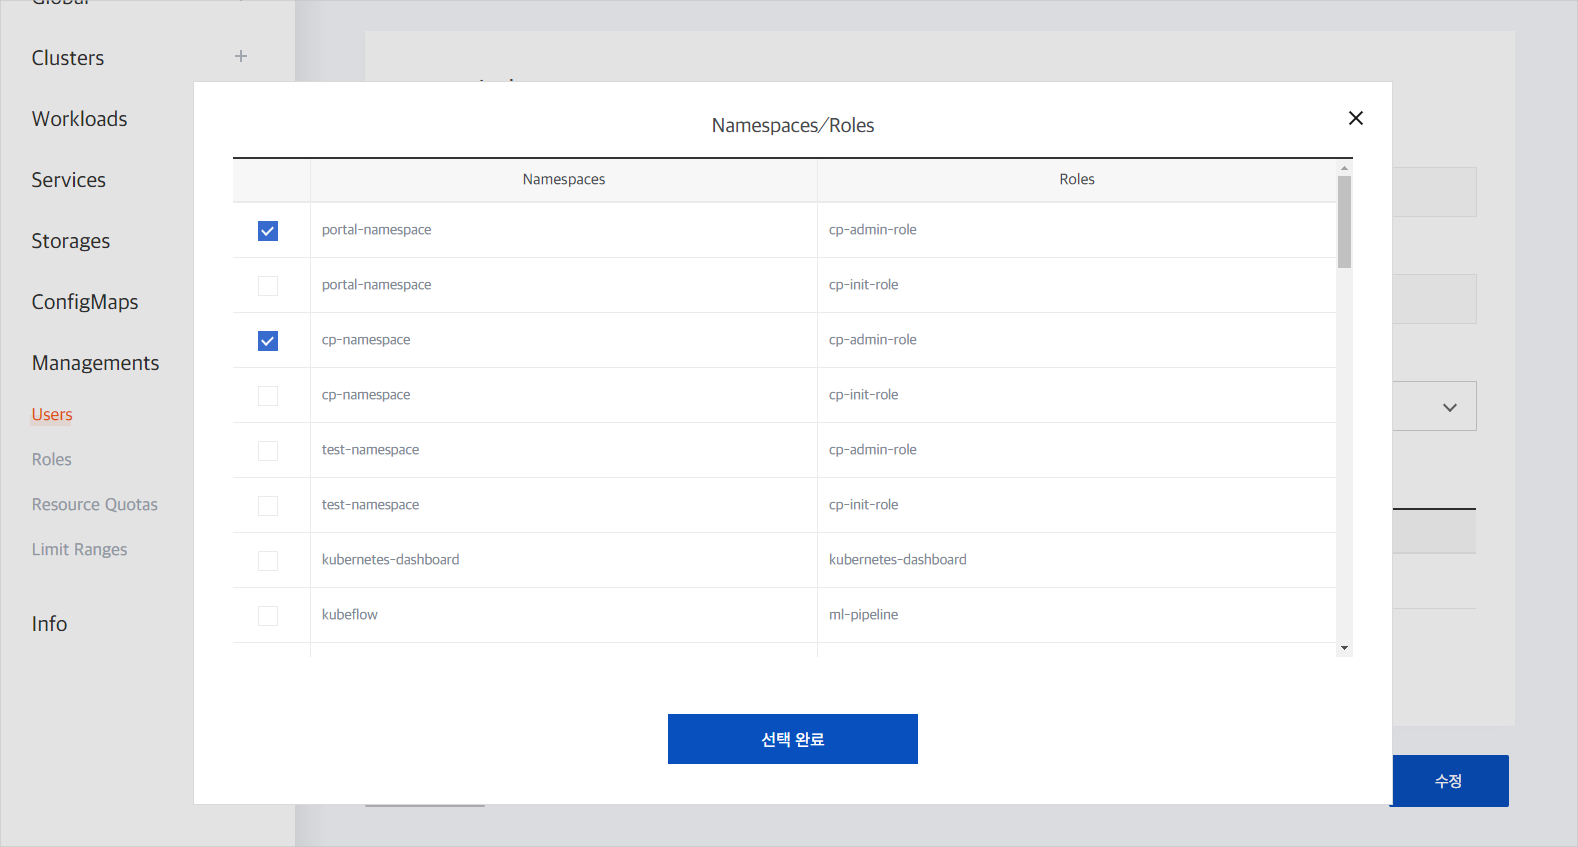 Global
Clusters
Workloads
Services
Storages
ConfigMaps
Managements
Users
Roles
Resource Quotas
Limit Ranges
Info
Namespaces/Roles
Namespaces Roles
portal-namespace cp-admin-role
portal-namespace cp-init-role
cp-namespace cp-admin-role
cp-namespace cp-init-role
test-namespace cp-admin-role
test-namespace cp-init-role
kubernetes-dashboard kubernetes-dashboard
kubeflow ml-pipeline
선택 완료
수정